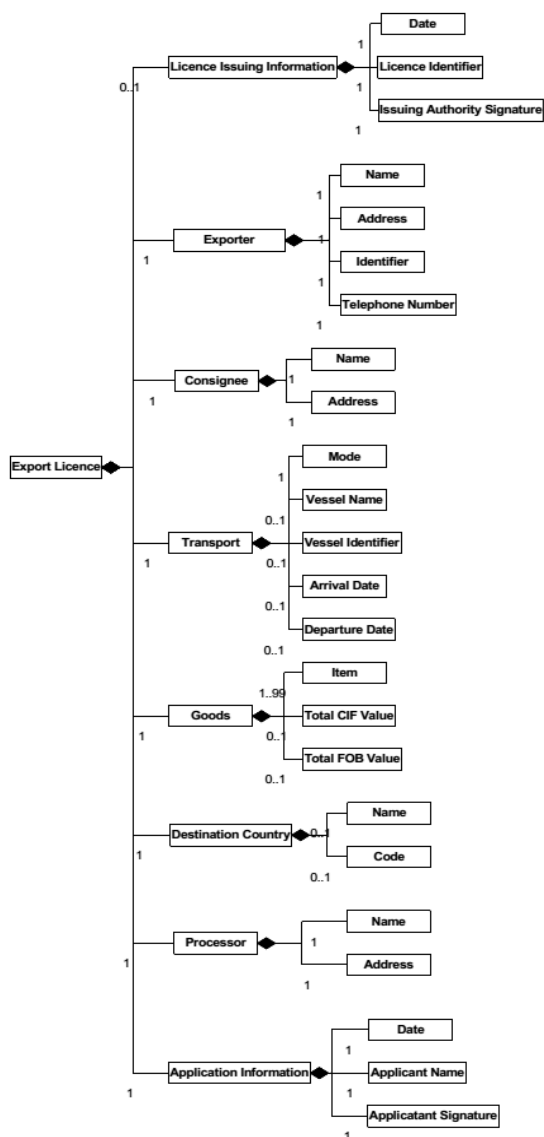 Date
1
Licence Issuing Information
Licence Identifier
0..1
1
Issuing Authority Signature
1
Name
1
Address
Exporter
1
1
Identifier
1
Telephone Number
1
Name
Consignee
1
1
Address
1
Mode
Export Licence
1
Vessel Name
0..1
Transport
Vessel Identifier
1
0..1
Arrival Date
0..1
Departure Date
0..1
Item
1..99
Goods
Total CIF Value
1
0..1
Total FOB Value
0..1
Name
Destination Country
0..1
1
Code
0..1
Name
Processor
1
1
Address
1
Date
1
Application Information
Applicant Name
1
1
Applicatant Signature
1